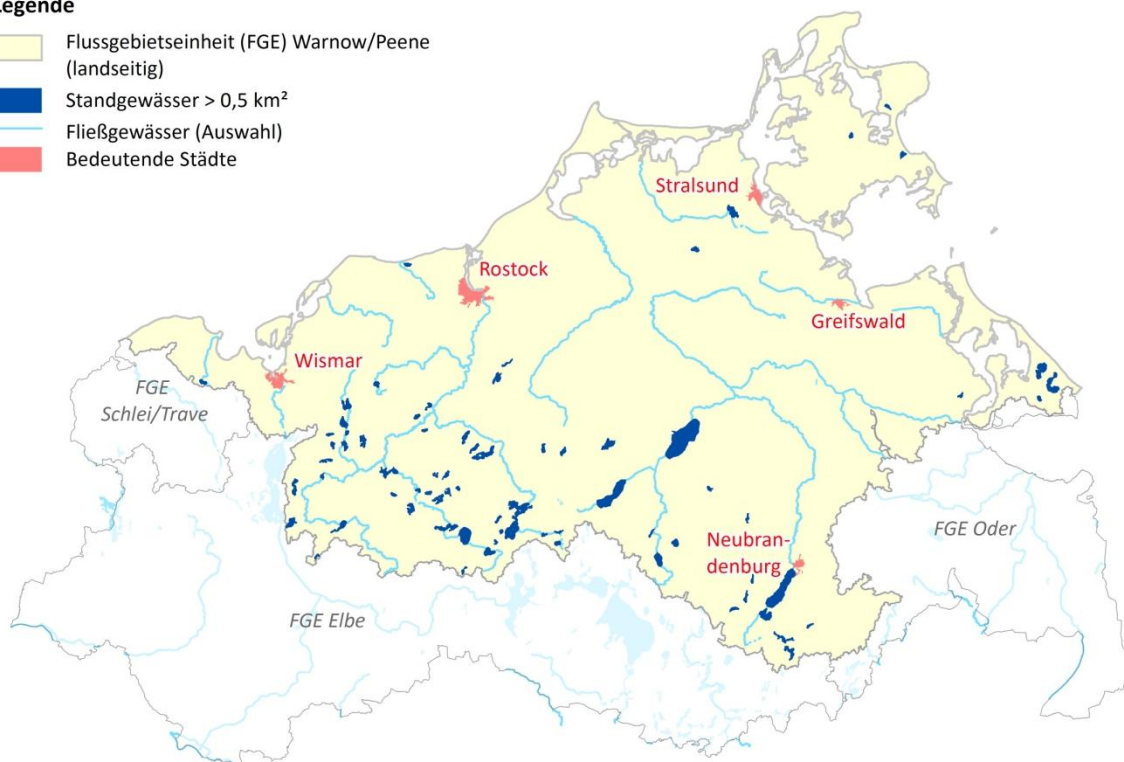 Legende
Flussgebietseinheit (FGE) Warnow/Peene
(landseitig)
Standgewässer > 0,5 km²
Fließgewässer (Auswahl)
Bedeutende Städte
Stralsund
Rostock
Greifswald
Wismar
FGE
Schlei/Trave
Neubran-
denburg
FGE Oder
FGE Elbe